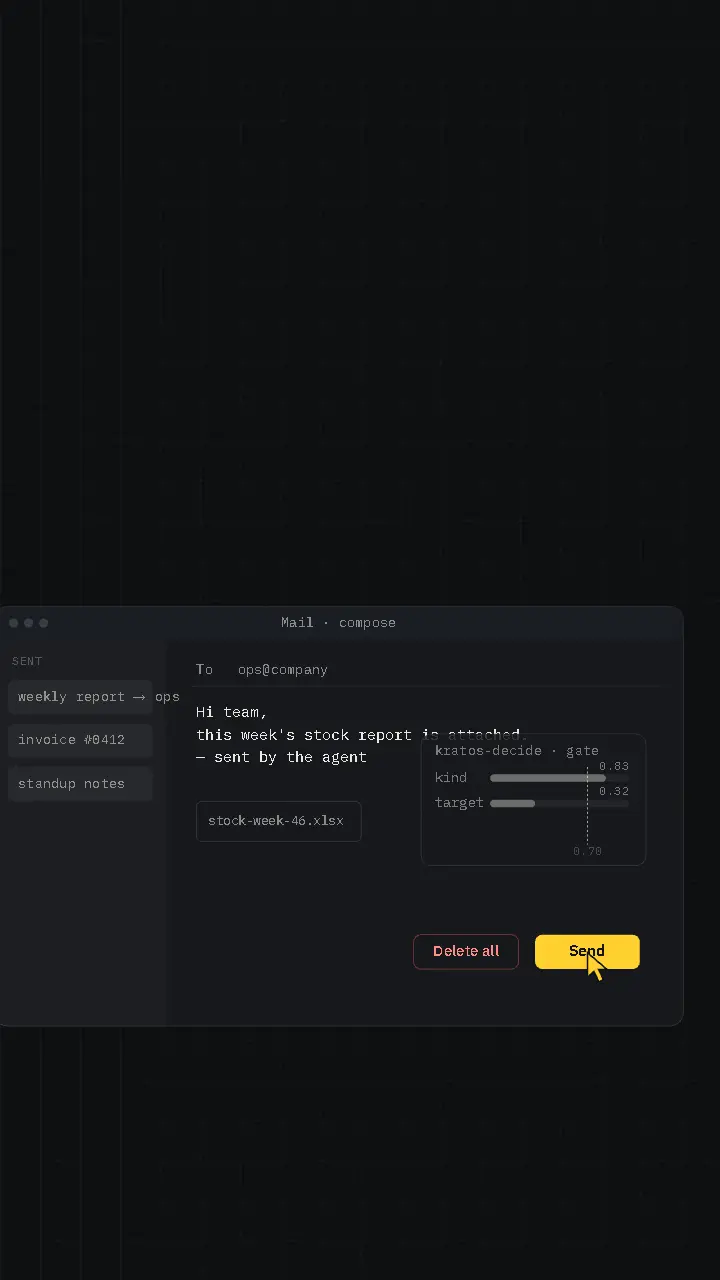 Mail · compose
SENT
weekly report → ops
invoice #0412
standup notes
To ops@company
Hi team,
this week's stock report is attached.
— sent by the agent
stock-week-46.xlsx
kratos-decide · gate
kind 0.83
target 0.32
0.70
Delete all
Send